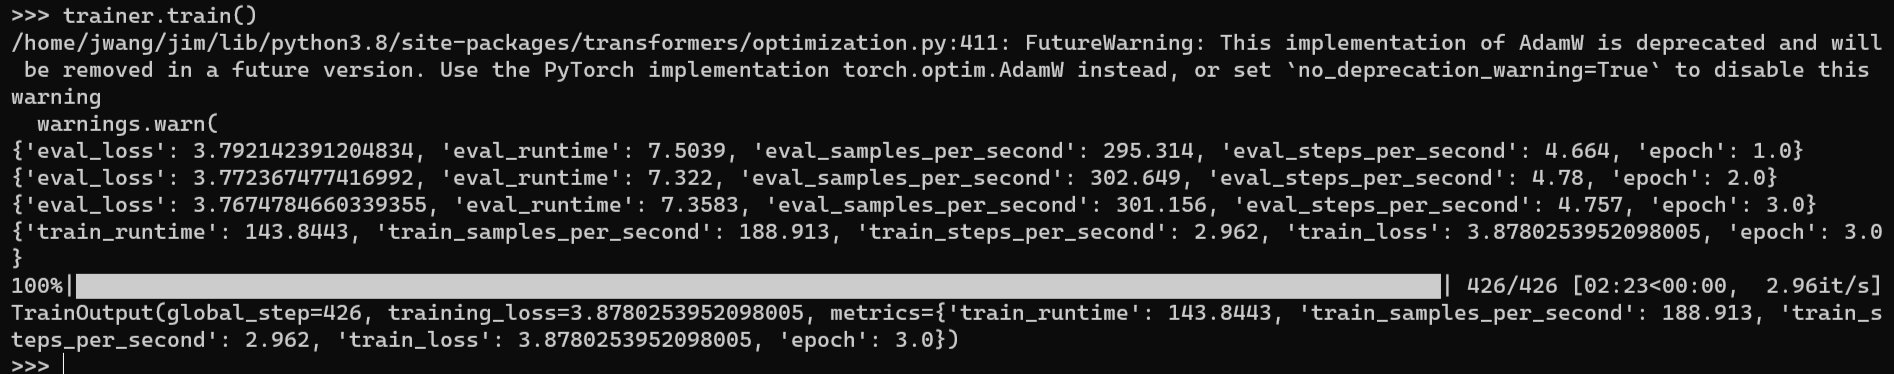 >>> trainer.train()
/home/jwang/jim/lib/python3.8/site-packages/transformers/optimization.py:411: FutureWarning: This implementation of AdamW is deprecated and will
 be removed in a future version. Use the PyTorch implementation torch.optim.AdamW instead, or set `no_deprecation_warning=True` to disable this
warning
  warnings.warn(
{'eval_loss': 3.792142391204834, 'eval_runtime': 7.5039, 'eval_samples_per_second': 295.314, 'eval_steps_per_second': 4.664, 'epoch': 1.0}
{'eval_loss': 3.772367477416992, 'eval_runtime': 7.322, 'eval_samples_per_second': 302.649, 'eval_steps_per_second': 4.78, 'epoch': 2.0}
{'eval_loss': 3.7674784660339355, 'eval_runtime': 7.3583, 'eval_samples_per_second': 301.156, 'eval_steps_per_second': 4.757, 'epoch': 3.0}
{'train_runtime': 143.8443, 'train_samples_per_second': 188.913, 'train_steps_per_second': 2.962, 'train_loss': 3.8780253952098005, 'epoch': 3.0
}
100%|██████████| 426/426 [02:23<00:00,  2.96it/s]
TrainOutput(global_step=426, training_loss=3.8780253952098005, metrics={'train_runtime': 143.8443, 'train_samples_per_second': 188.913, 'train_s
teps_per_second': 2.962, 'train_loss': 3.8780253952098005, 'epoch': 3.0})
>>>